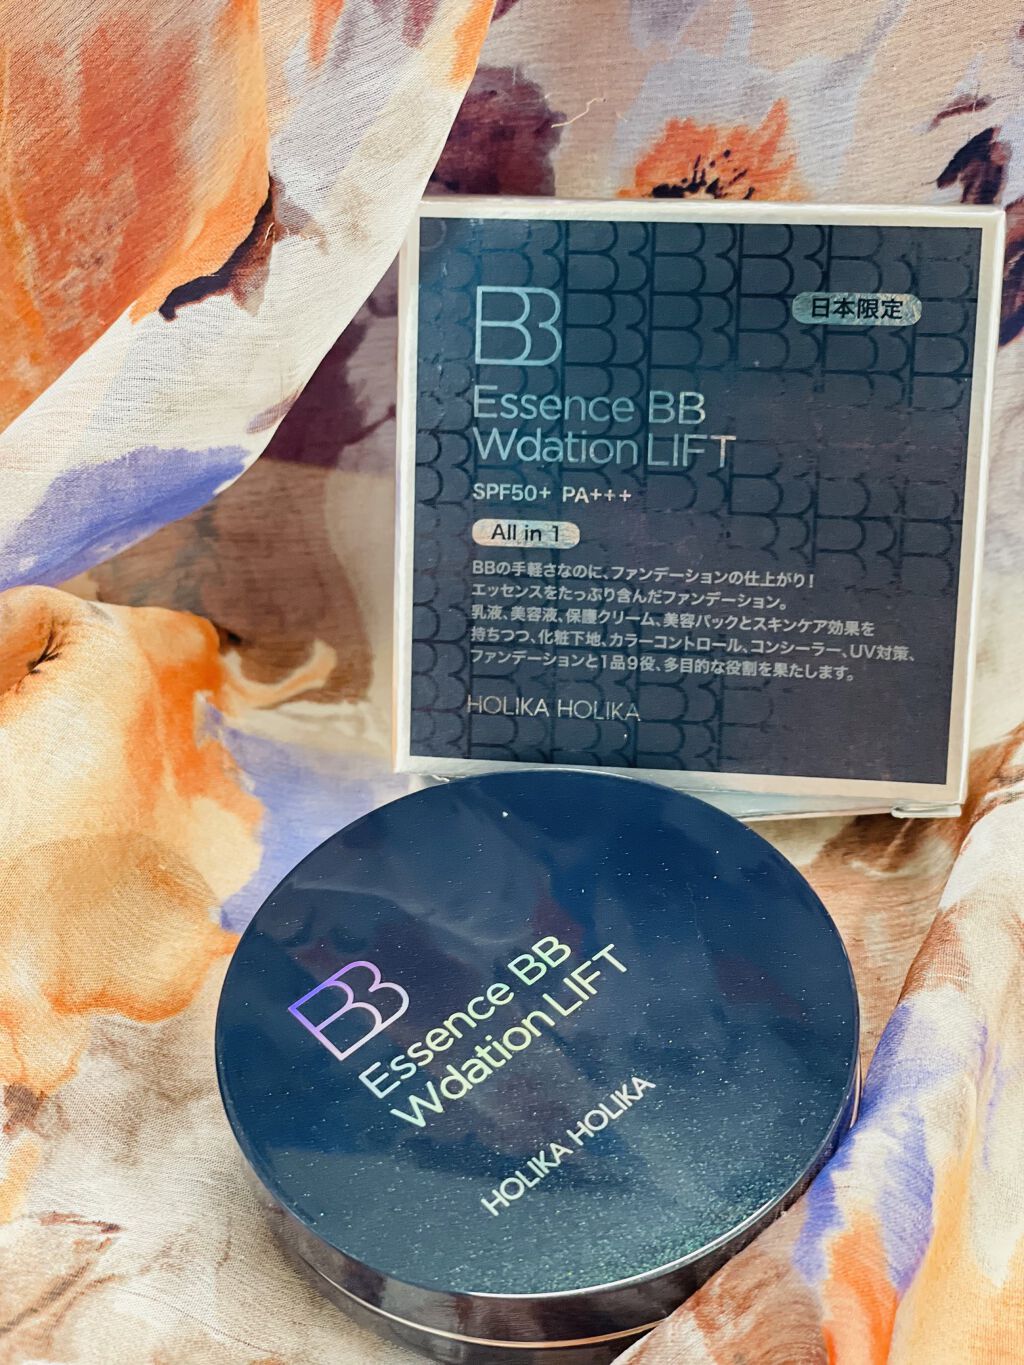 BB
日本限定
Essence BB
Wdation LIFT
SPF50+ PA+++
All in 1
BBの手軽さなのに、ファンデーションの仕上がり!
エッセンスをたっぷり含んだファンデーション。
乳液、美容液、保護クリーム、美容パックとスキンケア効果を
持ちつつ、化粧下地、カラーコントロール、コンシーラー、UV対策、
ファンデーションと1品9役、多目的な役割を果たします。
HOLIKA HOLIKA
BB
Essence BB
Wdation LIFT
HOLIKA HOLIKA